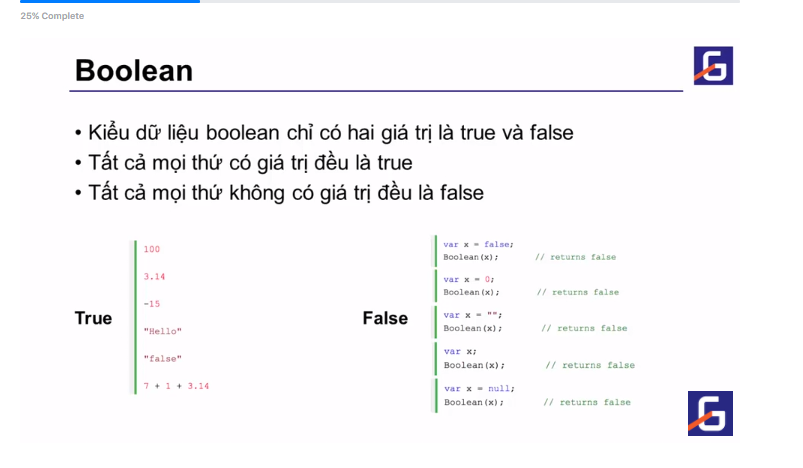 25% Complete
Boolean
• Kiểu dữ liệu boolean chỉ có hai giá trị là true và false
• Tất cả mọi thứ có giá trị đều là true
• Tất cả mọi thứ không có giá trị đều là false
True
100
3.14
-15
"Hello"
"false"
7 + 1 + 3.14
False
var x = false;
Boolean(x); // returns false
var x = 0;
Boolean(x); // returns false
var x = "";
Boolean(x); // returns false
var x;
Boolean(x); // returns false
var x = null;
Boolean(x); // returns false